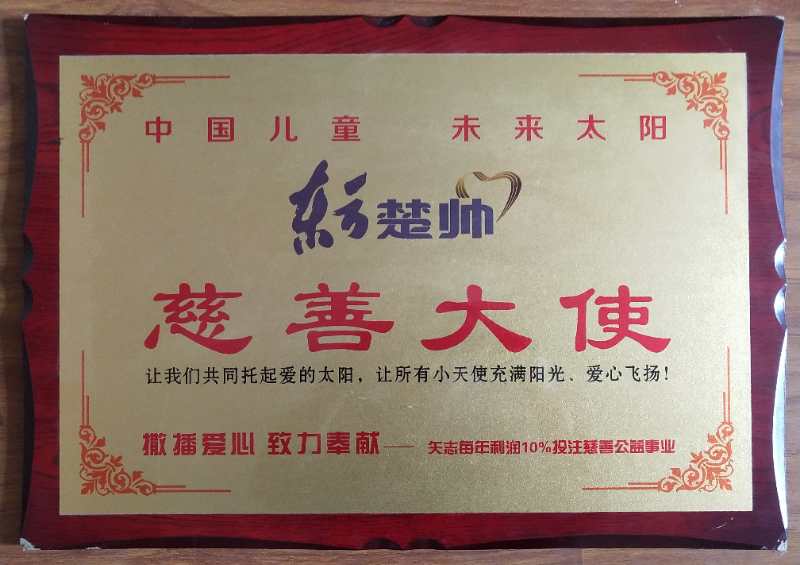 中国儿童 未来太阳
东方楚帅
慈善大使
让我们共同托起爱的太阳，让所有小天使充满阳光、爱心飞扬！
撒播爱心 致力奉献——矢志每年利润10%投注慈善公益事业